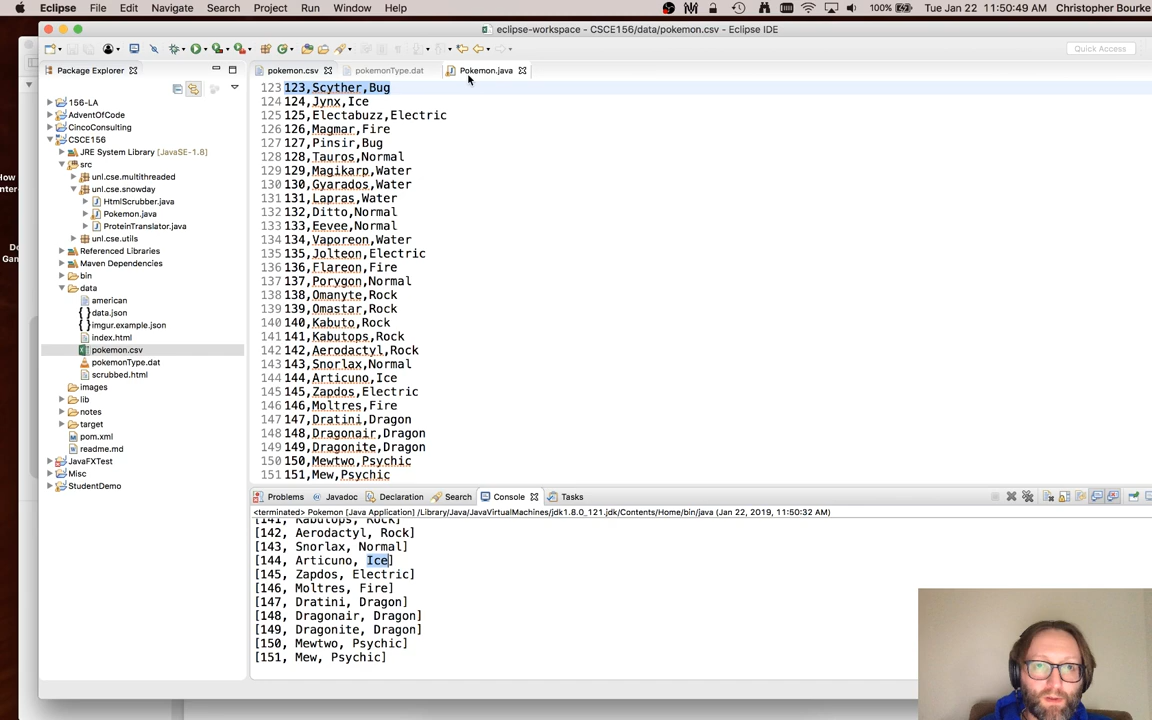 Eclipse File Edit Navigate Search Project Run Window Help 100% Tue Jan 22 11:50:49 AM Christopher Bourke
eclipse-workspace - CSCE156/data/pokemon.csv - Eclipse IDE
Quick Access
Package Explorer
pokemon.csv pokemonType.dat Pokemon.java
156-LA
AdventOfCode
CincoConsulting
CSCE156
JRE System Library [JavaSE-1.8]
src
unl.cse.multithreaded
unl.cse.snowday
HtmlScrubber.java
Pokemon.java
ProteinTranslator.java
unl.cse.utils
Referenced Libraries
Maven Dependencies
bin
data
american
data.json
imgur.example.json
index.html
pokemon.csv
pokemonType.dat
scrubbed.html
images
lib
notes
target
pom.xml
readme.md
JavaFXTest
Misc
StudentDemo
123 123,Scyther,Bug
124 124,Jynx,Ice
125 125,Electabuzz,Electric
126 126,Magmar,Fire
127 127,Pinsir,Bug
128 128,Tauros,Normal
129 129,Magikarp,Water
130 130,Gyarados,Water
131 131,Lapras,Water
132 132,Ditto,Normal
133 133,Eevee,Normal
134 134,Vaporeon,Water
135 135,Jolteon,Electric
136 136,Flareon,Fire
137 137,Porygon,Normal
138 138,Omanyte,Rock
139 139,Omastar,Rock
140 140,Kabuto,Rock
141 141,Kabutops,Rock
142 142,Aerodactyl,Rock
143 143,Snorlax,Normal
144 144,Articuno,Ice
145 145,Zapdos,Electric
146 146,Moltres,Fire
147 147,Dratini,Dragon
148 148,Dragonair,Dragon
149 149,Dragonite,Dragon
150 150,Mewtwo,Psychic
151 151,Mew,Psychic
Problems Javadoc Declaration Search Console Tasks
<terminated> Pokemon [Java Application] /Library/Java/JavaVirtualMachines/jdk1.8.0_121.jdk/Contents/Home/bin/java (Jan 22, 2019, 11:50:32 AM)
[141, Kabutops, Rock]
[142, Aerodactyl, Rock]
[143, Snorlax, Normal]
[144, Articuno, Ice]
[145, Zapdos, Electric]
[146, Moltres, Fire]
[147, Dratini, Dragon]
[148, Dragonair, Dragon]
[149, Dragonite, Dragon]
[150, Mewtwo, Psychic]
[151, Mew, Psychic]
How